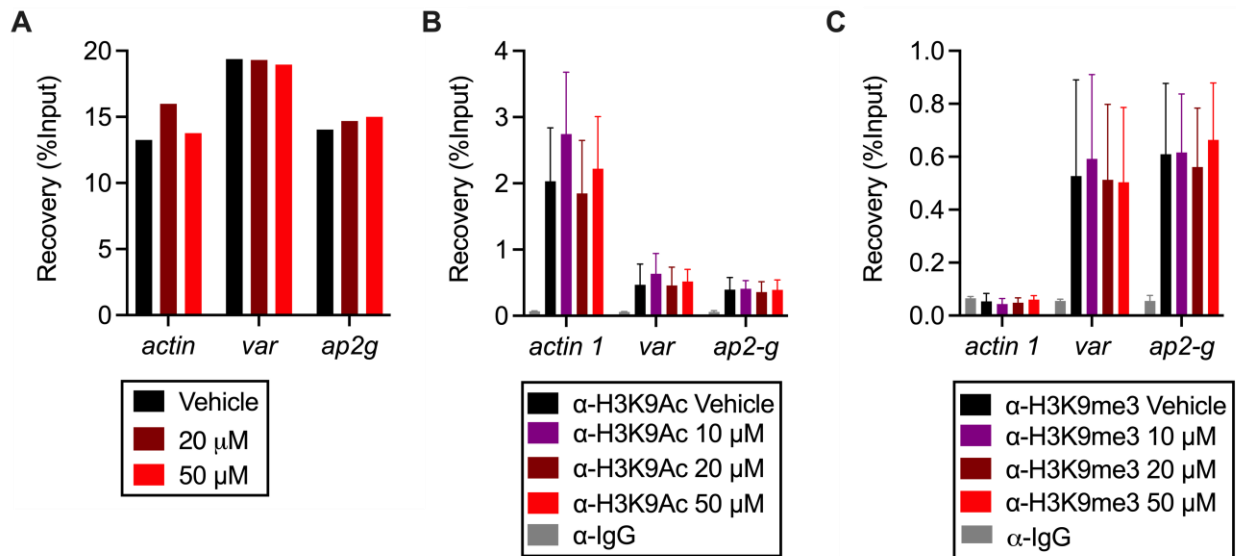 A
Recovery (%Input)
20
15
10
5
0
actin var ap2g
Vehicle
20 μM
50 μM
B
Recovery (%Input)
4
3
2
1
0
actin 1 var ap2-g
α-H3K9Ac Vehicle
α-H3K9Ac 10 μM
α-H3K9Ac 20 μM
α-H3K9Ac 50 μM
α-IgG
C
Recovery (%Input)
1.0
0.8
0.6
0.4
0.2
0.0
actin 1 var ap2-g
α-H3K9me3 Vehicle
α-H3K9me3 10 μM
α-H3K9me3 20 μM
α-H3K9me3 50 μM
α-IgG